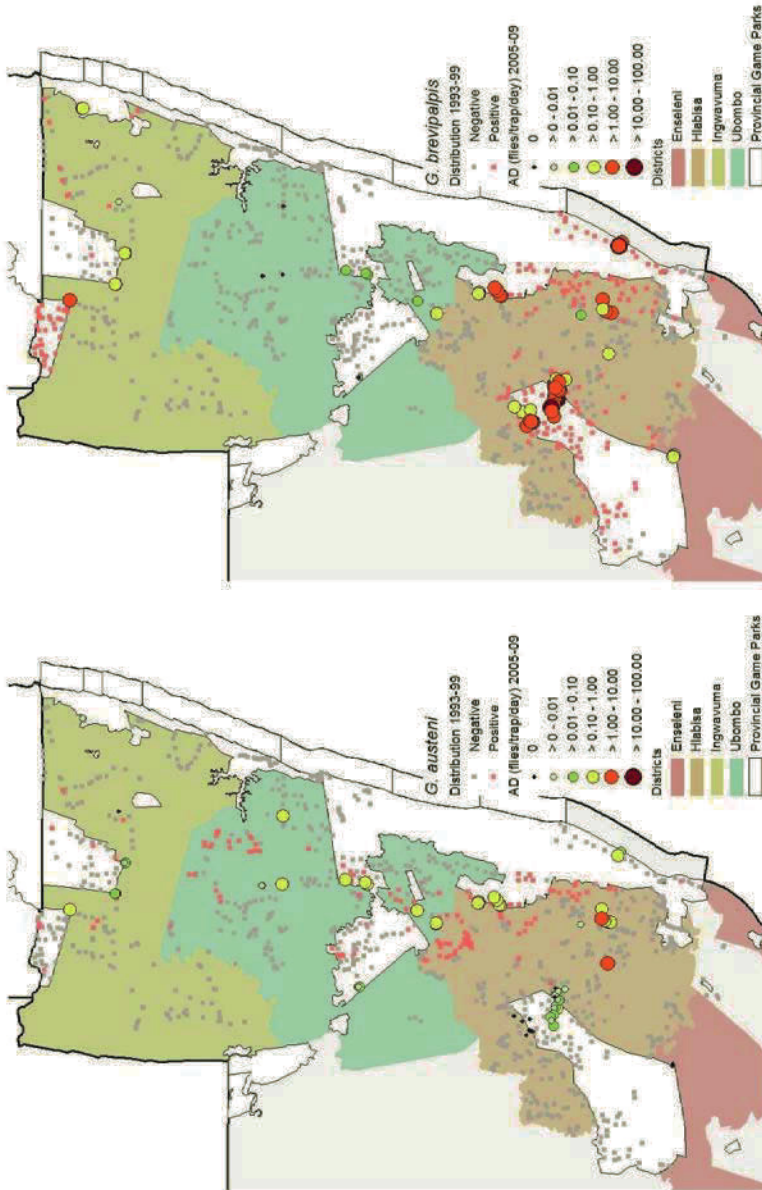 G. austeni
Distribution 1993-99
Negative
Positive
AD (flies/trap/day) 2005-09
0
> 0 - 0.01
> 0.01 - 0.10
> 0.10 - 1.00
> 1.00 - 10.00
> 10.00 - 100.00
Districts
Enseleni
Hlabisa
Ingwavuma
Ubombo
Provincial Game Parks
G. brevipalpis
Distribution 1993-99
Negative
Positive
AD (flies/trap/day) 2005-09
0
> 0 - 0.01
> 0.01 - 0.10
> 0.10 - 1.00
> 1.00 - 10.00
> 10.00 - 100.00
Districts
Enseleni
Hlabisa
Ingwavuma
Ubombo
Provincial Game Parks